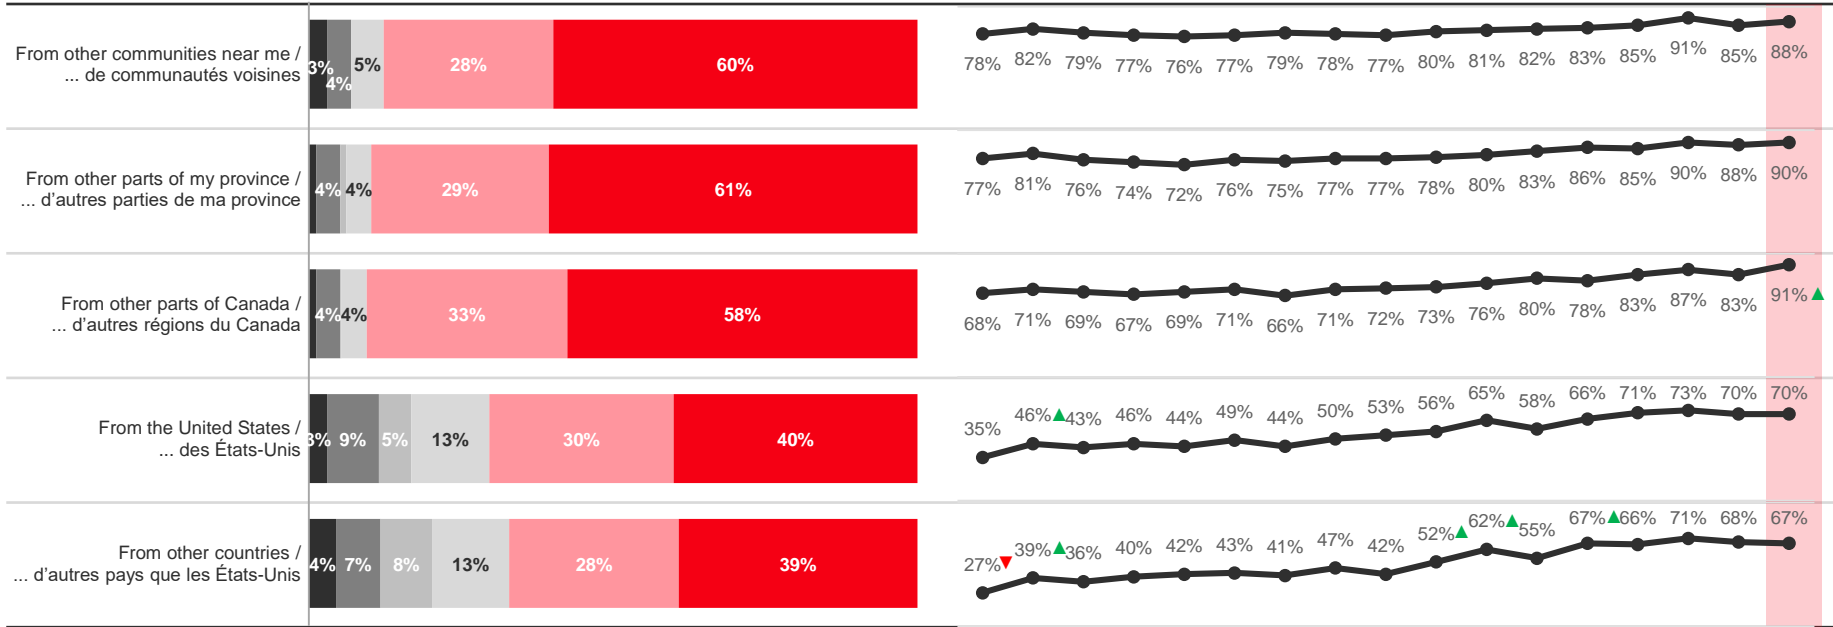 From other communities near me /
... de communautés voisines
3% 4% 5% 28% 60%
78% 82% 79% 77% 76% 77% 79% 78% 77% 80% 81% 82% 83% 85% 91% 85% 88%
From other parts of my province /
... d'autres parties de ma province
4% 4% 29% 61%
77% 81% 76% 74% 72% 76% 75% 77% 77% 78% 80% 83% 86% 85% 90% 88% 90%
From other parts of Canada /
... d'autres régions du Canada
4% 4% 33% 58%
68% 71% 69% 67% 69% 71% 66% 71% 72% 73% 76% 80% 78% 83% 87% 83% 91%
From the United States /
... des États-Unis
3% 9% 5% 13% 30% 40%
35% 46% 43% 46% 44% 49% 44% 50% 53% 56% 65% 58% 66% 71% 73% 70% 70%
From other countries /
... d'autres pays que les États-Unis
4% 7% 8% 13% 28% 39%
27% 39% 36% 40% 42% 43% 41% 47% 42% 52% 62% 55% 67% 66% 71% 68% 67%